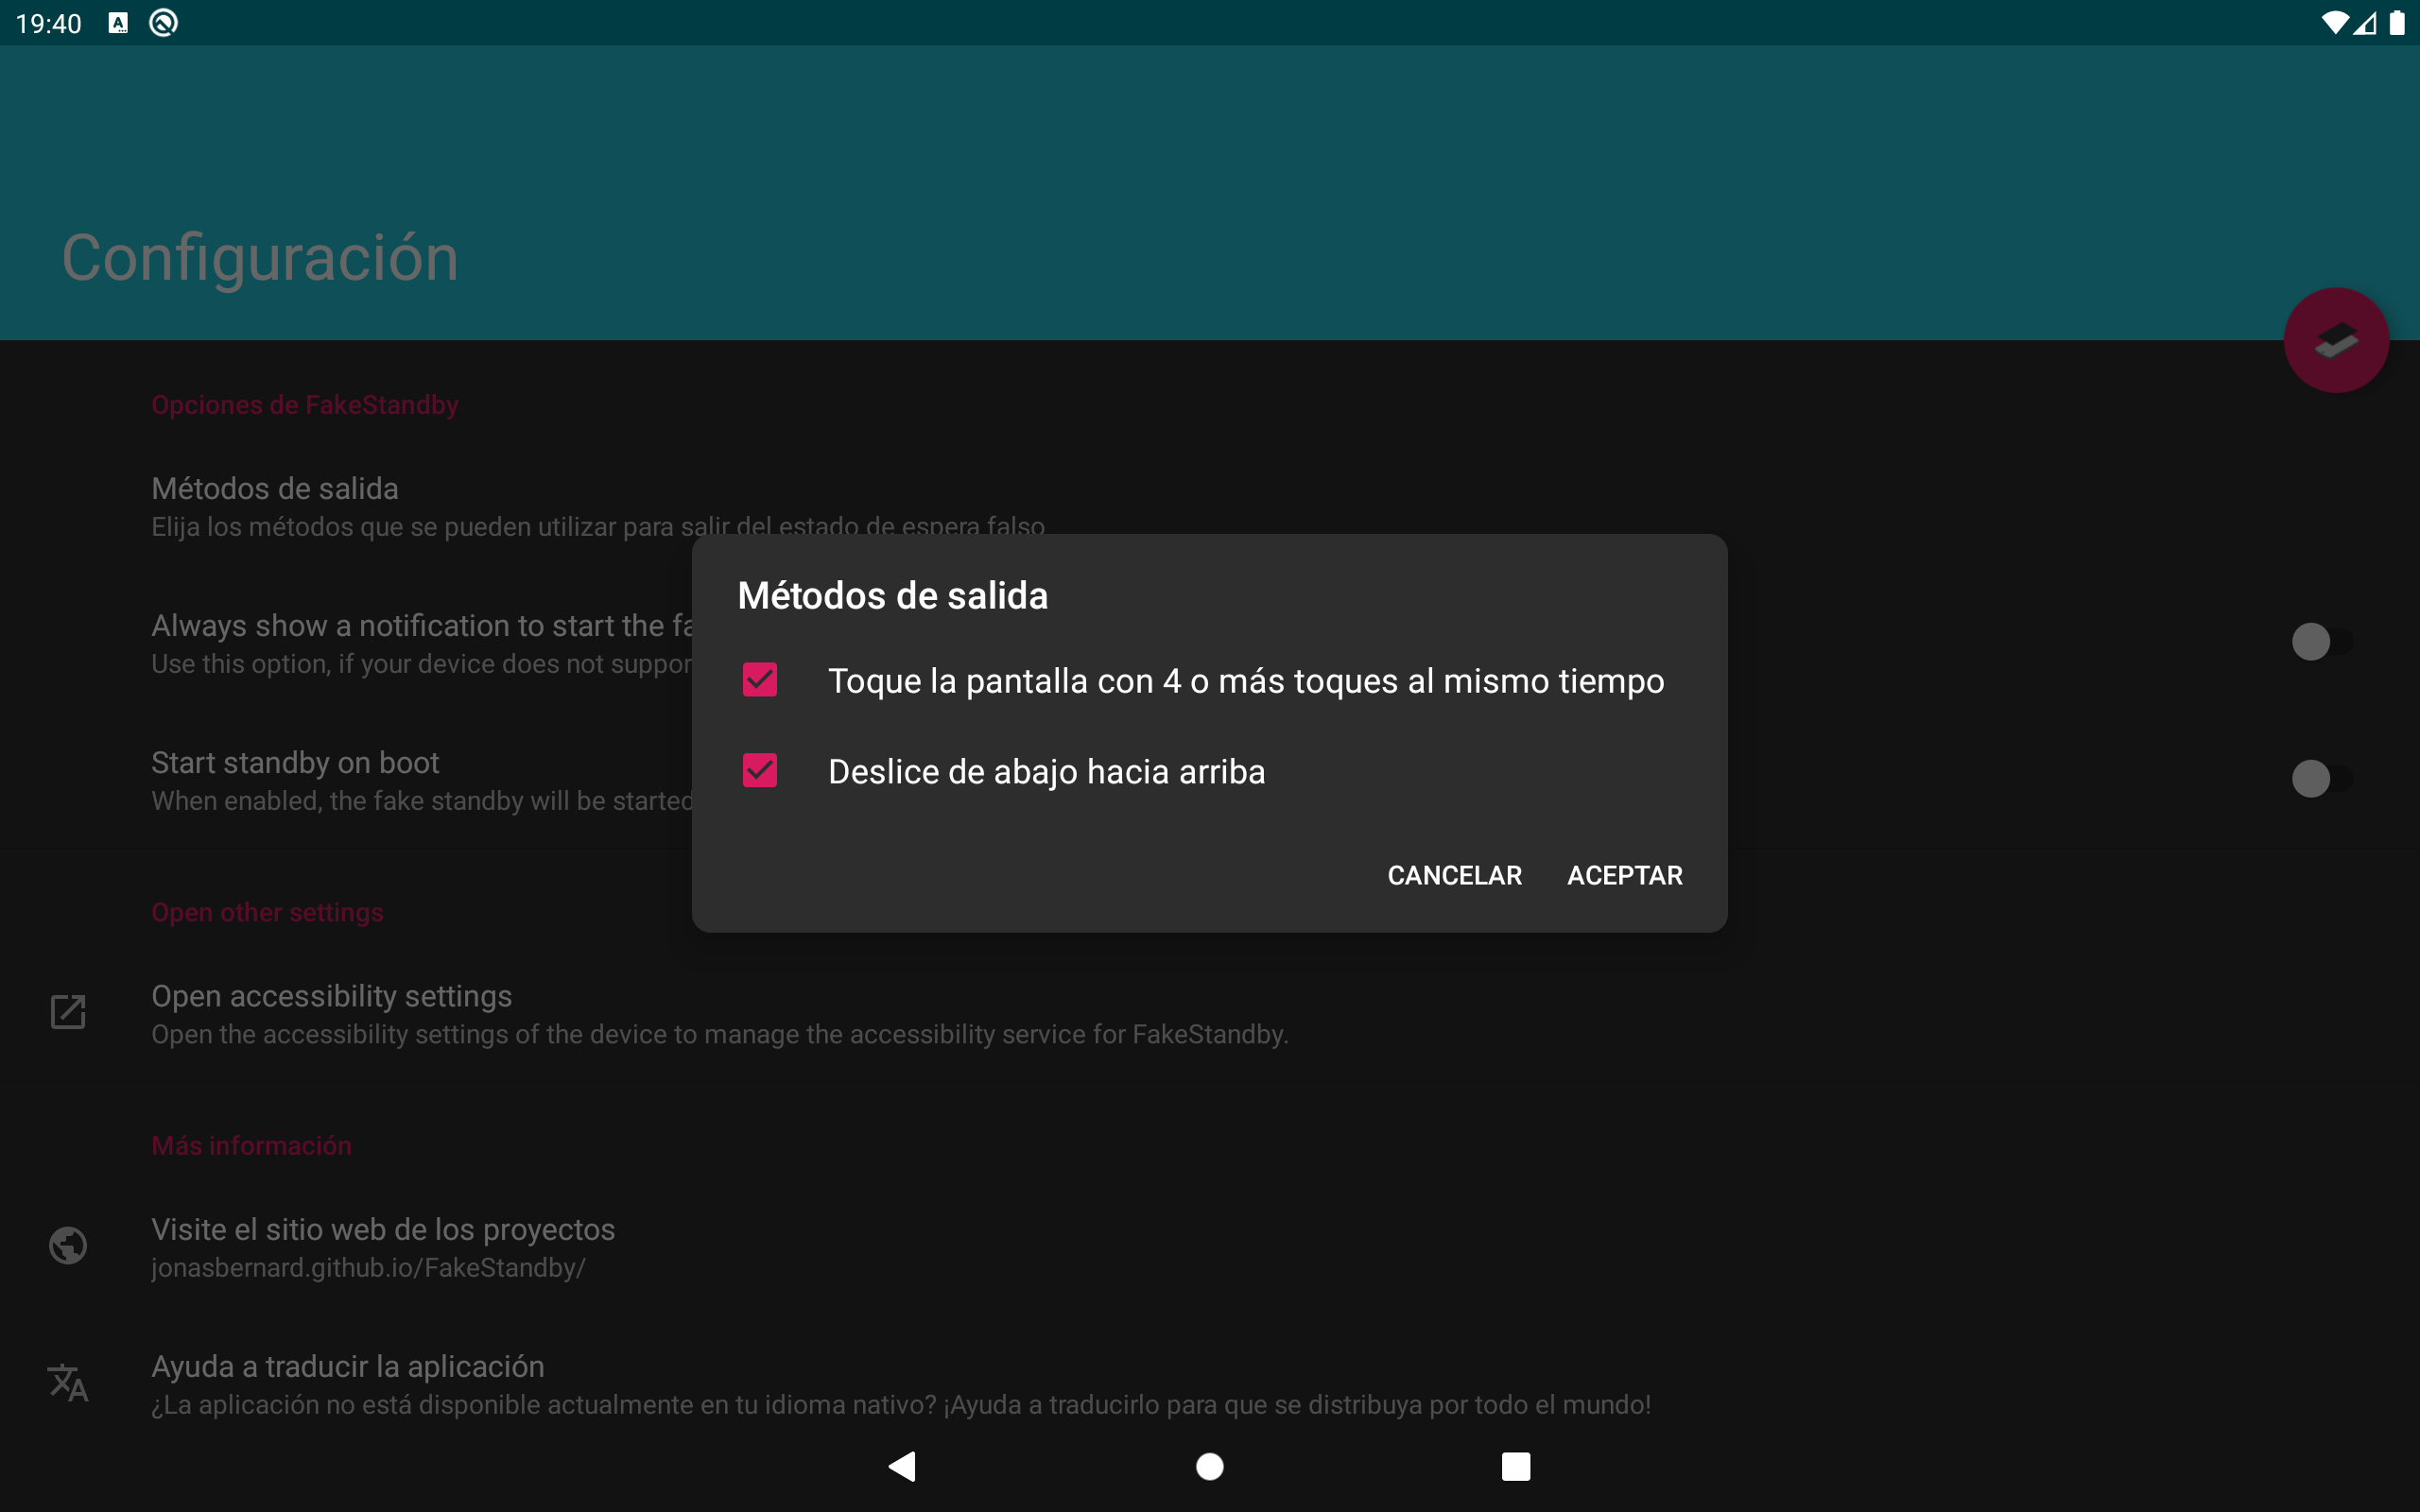 19:40
Configuración
Opciones de FakeStandby
Métodos de salida
Elija los métodos que se pueden utilizar para salir del estado de espera falso
Always show a notification to start the fa
Use this option, if your device does not suppor
Start standby on boot
When enabled, the fake standby will be started
Métodos de salida
Toque la pantalla con 4 o más toques al mismo tiempo
Deslice de abajo hacia arriba
CANCELAR ACEPTAR
Open other settings
Open accessibility settings
Open the accessibility settings of the device to manage the accessibility service for FakeStandby.
Más información
Visite el sitio web de los proyectos
jonasbernard.github.io/FakeStandby/
Ayuda a traducir la aplicación
¿La aplicación no está disponible actualmente en tu idioma nativo? ¡Ayuda a traducirlo para que se distribuya por todo el mundo!